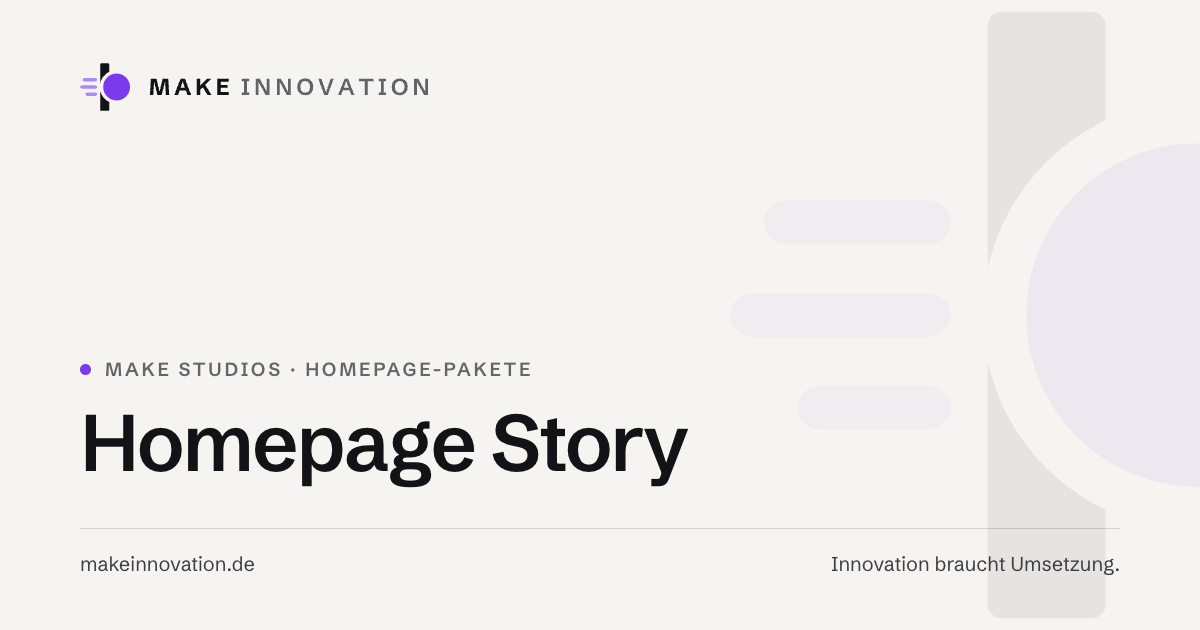 MAKE INNOVATION
MAKE STUDIOS · HOMEPAGE-PAKETE
Homepage Story
makeinnovation.de
Innovation braucht Umsetzung.